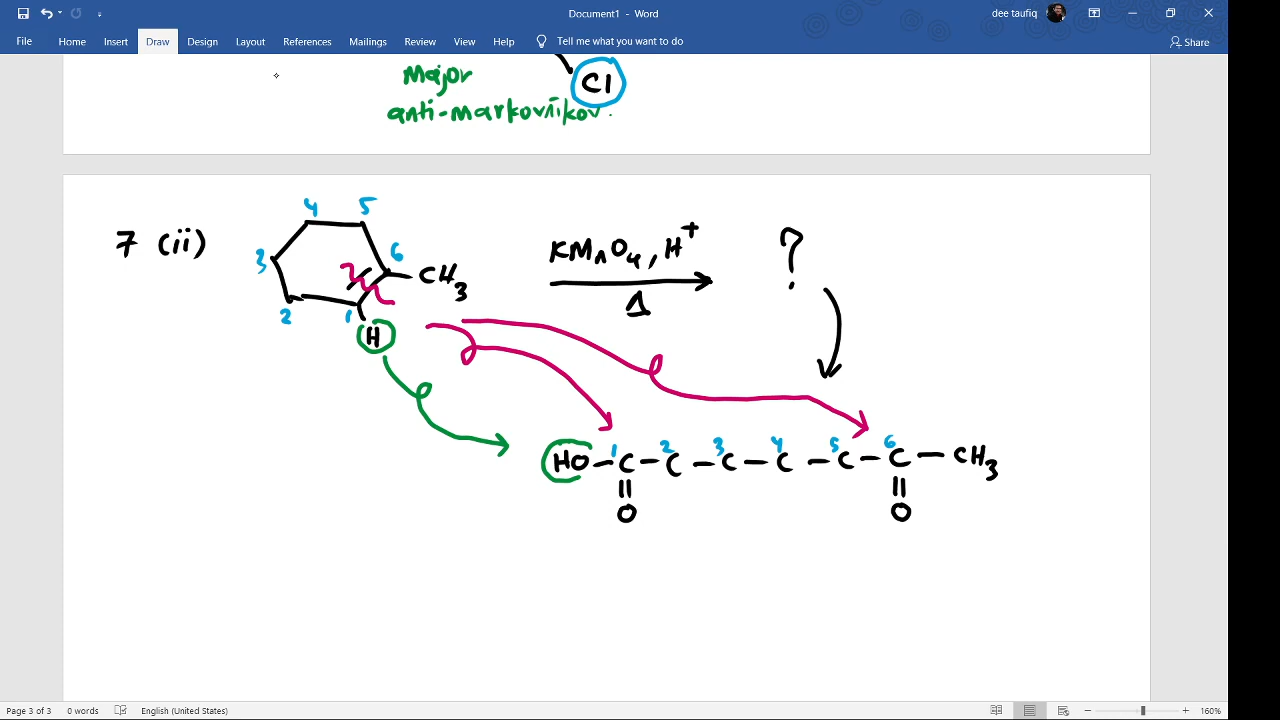 Document1 - Word
dee taufiq
File Home Insert Draw Design Layout References Mailings Review View Help Tell me what you want to do
Share
Major
Cl
anti-markovnikov.
7 (ii)
4 5
3 6 CH3
2 1
H
KMnO4, H+
Δ
?
1 2 3 4 5 6
HO-C-C-C-C-C-C-CH3
O O
Page 3 of 3 0 words English (United States) 160%